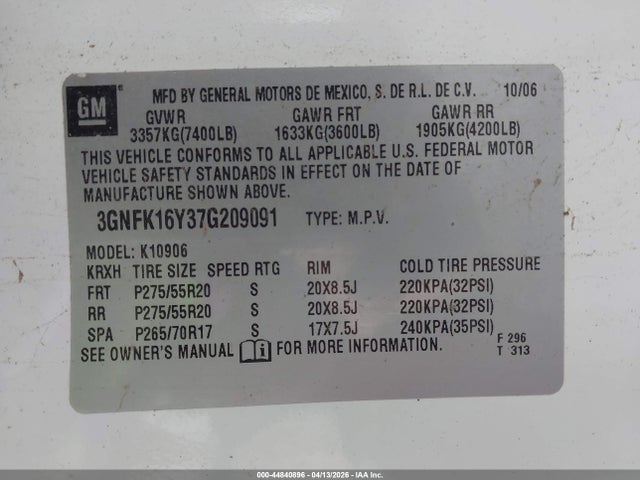 GM
MFD BY GENERAL MOTORS DE MEXICO, S. DE R.L. DE C.V. 10/06
GVWR GAWR FRT GAWR RR
3357KG(7400LB) 1633KG(3600LB) 1905KG(4200LB)
THIS VEHICLE CONFORMS TO ALL APPLICABLE U.S. FEDERAL MOTOR
VEHICLE SAFETY STANDARDS IN EFFECT ON THE DATE OF
MANUFACTURE SHOWN ABOVE.
3GNFK16Y37G209091 TYPE: M.P.V.
MODEL: K10906
KRXH TIRE SIZE SPEED RTG RIM COLD TIRE PRESSURE
FRT P275/55R20 S 20X8.5J 220KPA(32PSI)
RR P275/55R20 S 20X8.5J 220KPA(32PSI)
SPA P265/70R17 S 17X7.5J 240KPA(35PSI)
SEE OWNER'S MANUAL FOR MORE INFORMATION. F 296
T 313
000-44840896 - 04/13/2026 - IAA Inc.